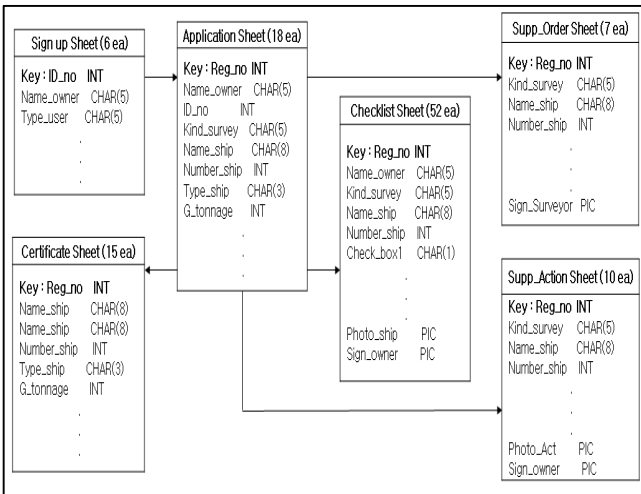 Sign up Sheet (6 ea)
Key : ID_no INT
Name_owner CHAR(5)
Type_user CHAR(5)
.
.
.
Application Sheet (18 ea)
Key : Reg_no INT
Name_owner CHAR(5)
ID_no INT
Kind_survey CHAR(5)
Name_ship CHAR(8)
Number_ship INT
Type_ship CHAR(3)
G_tonnage INT
.
.
.
Supp_Order Sheet (7 ea)
Key : Reg_no INT
Kind_survey CHAR(5)
Name_ship CHAR(8)
Number_ship INT
.
.
.
Sign_Surveyor PIC
Checklist Sheet (52 ea)
Key : Reg_no INT
Name_owner CHAR(5)
Kind_survey CHAR(5)
Name_ship CHAR(8)
Number_ship INT
Check_box1 CHAR(1)
.
.
.
Photo_ship PIC
Sign_owner PIC
Certificate Sheet (15 ea)
Key : Reg_no INT
Name_ship CHAR(8)
Name_ship CHAR(8)
Number_ship INT
Type_ship CHAR(3)
G_tonnage INT
.
.
.
Supp_Action Sheet (10 ea)
Key : Reg_no INT
Kind_survey CHAR(5)
Name_ship CHAR(8)
Number_ship INT
.
.
.
Photo_Act PIC
Sign_owner PIC